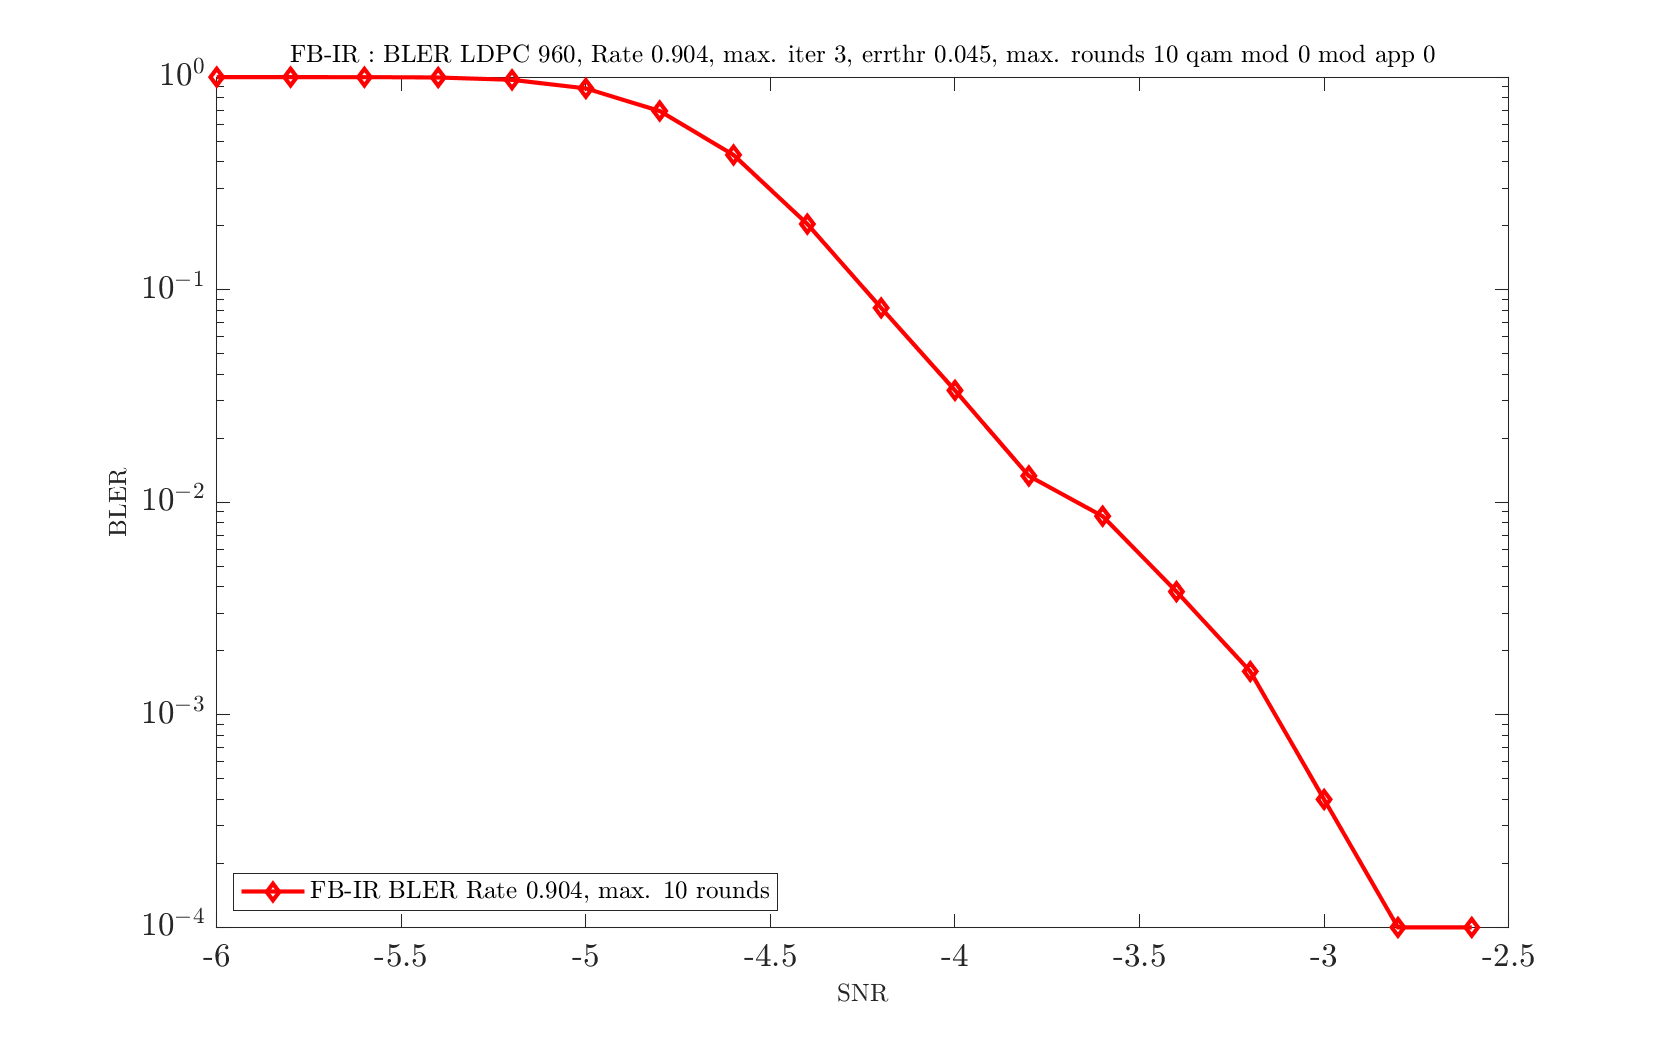 FB-IR : BLER LDPC 960, Rate 0.904, max. iter 3, errthr 0.045, max. rounds 10 qam mod 0 mod app 0
10^0
10^-1
10^-2
10^-3
10^-4
BLER
FB-IR BLER Rate 0.904, max. 10 rounds
-6 -5.5 -5 -4.5 -4 -3.5 -3 -2.5
SNR